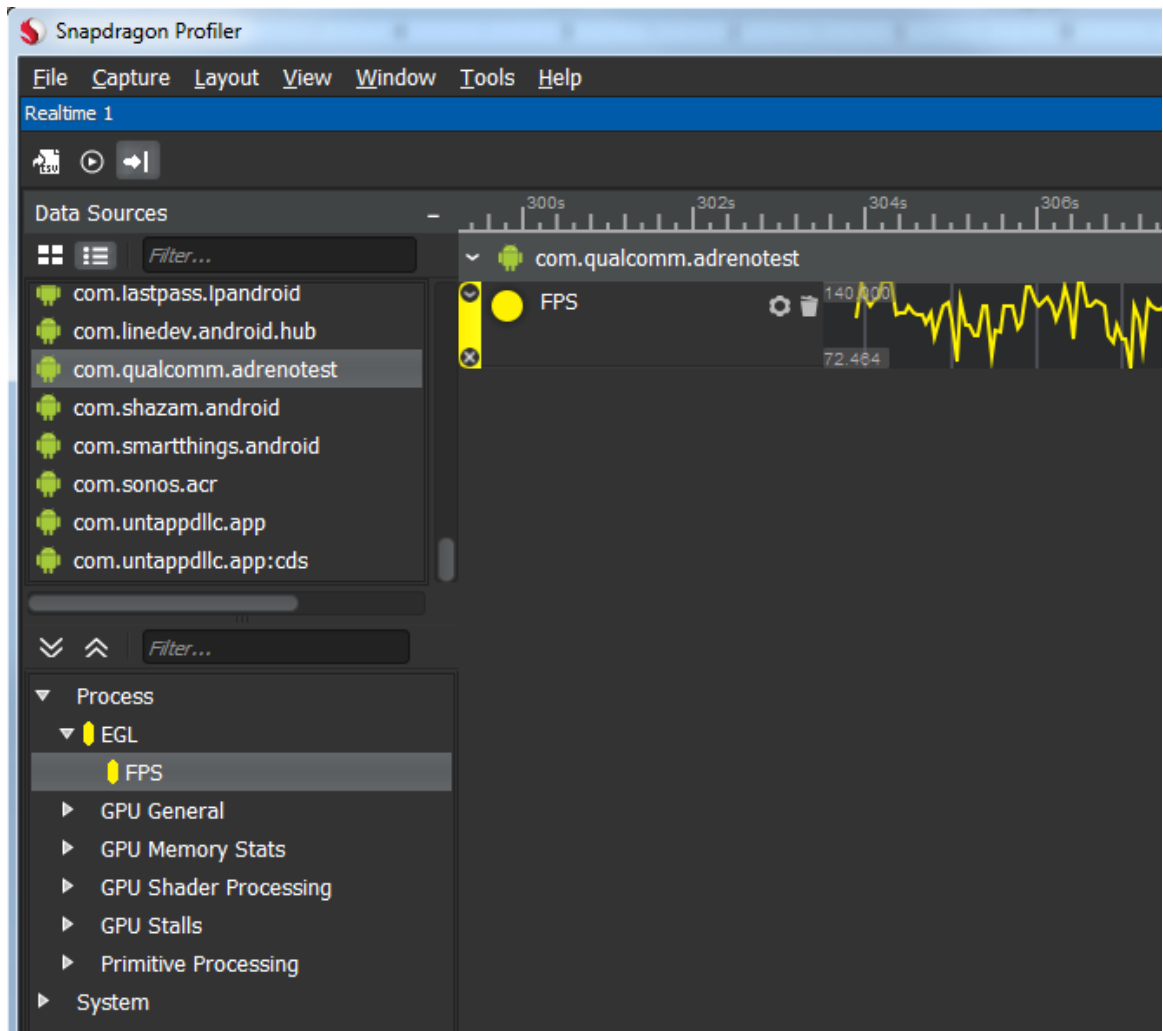 Snapdragon Profiler
File Capture Layout View Window Tools Help
Realtime 1
CSV
Data Sources
Filter...
300s 302s 304s 306s
com.qualcomm.adrenotest
FPS
140.000
72.464
com.lastpass.lpandroid
com.linedev.android.hub
com.qualcomm.adrenotest
com.shazam.android
com.smartthings.android
com.sonos.acr
com.untappdllc.app
com.untappdllc.app:cds
Filter...
Process
EGL
FPS
GPU General
GPU Memory Stats
GPU Shader Processing
GPU Stalls
Primitive Processing
System